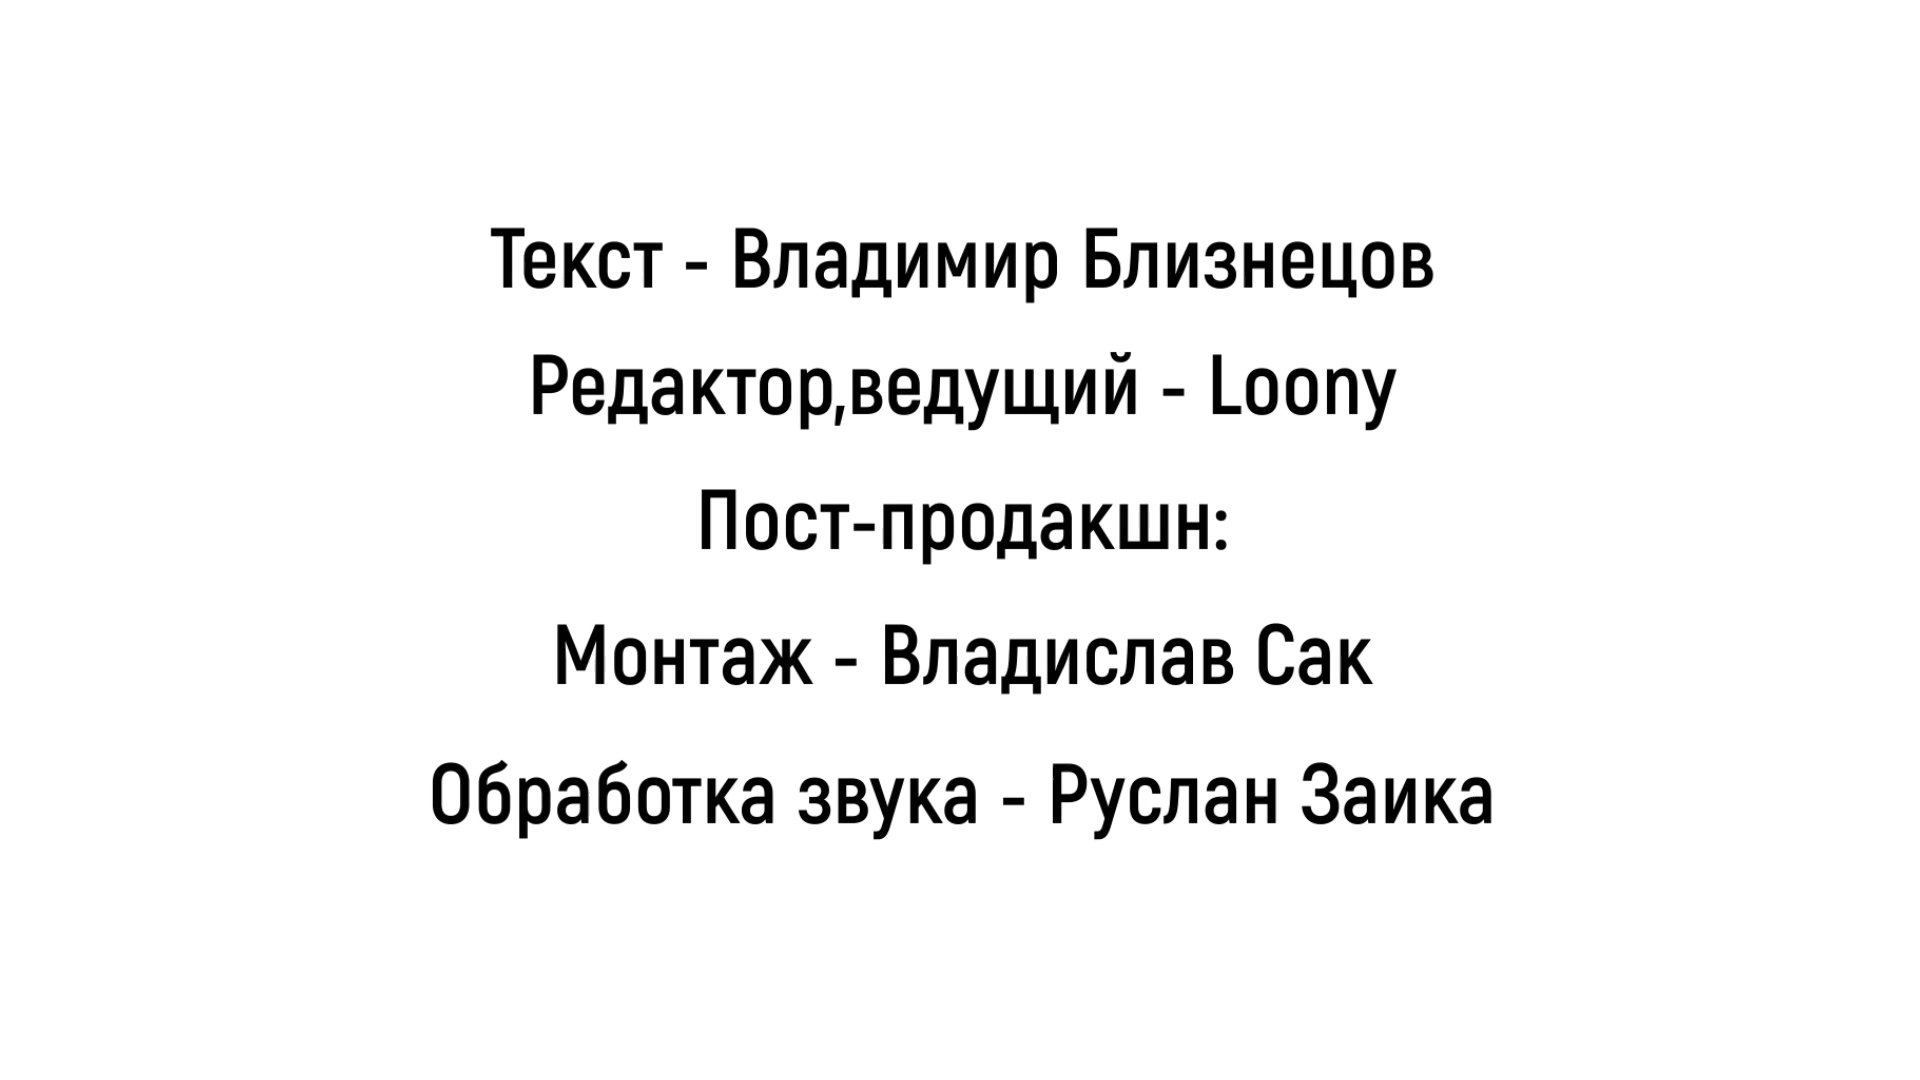 Текст - Владимир Близнецов
Редактор,ведущий - Loony
Пост-продакшн:
Монтаж - Владислав Сак
Обработка звука - Руслан Заика